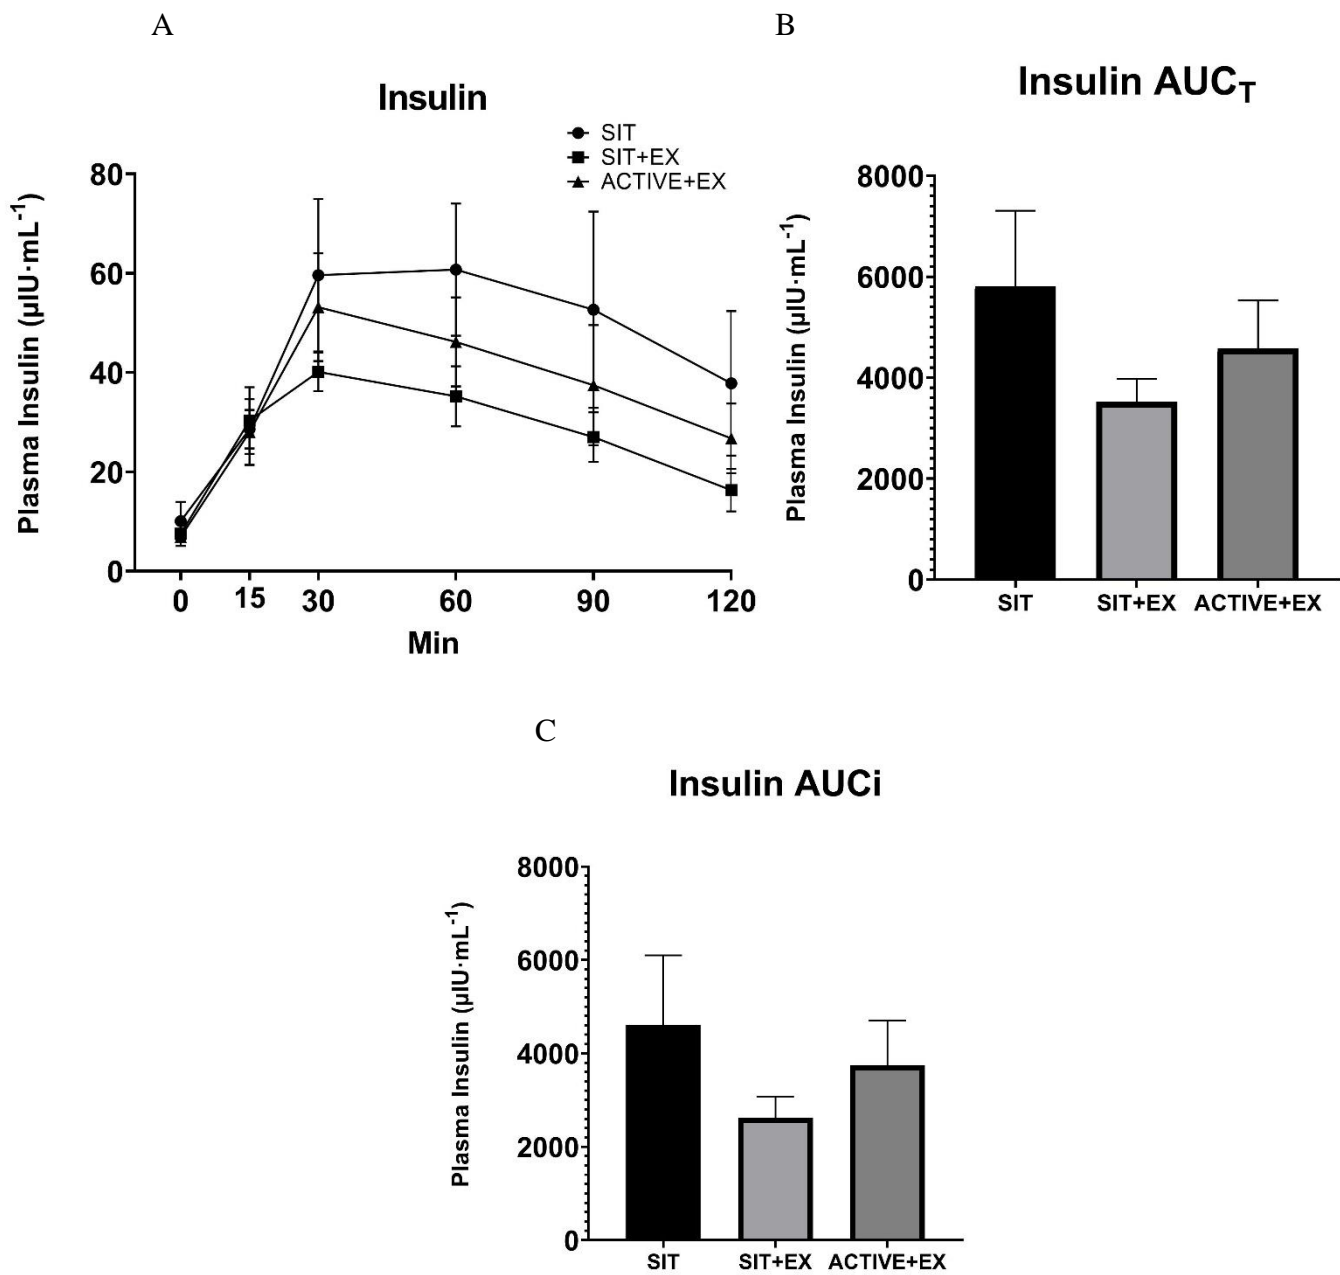 A
Insulin
SIT
SIT+EX
ACTIVE+EX
Plasma Insulin (µIU·mL⁻¹)
80
60
40
20
0
0 15 30 60 90 120
Min
B
Insulin AUC_T
Plasma Insulin (µIU·mL⁻¹)
8000
6000
4000
2000
0
SIT SIT+EX ACTIVE+EX
C
Insulin AUCi
Plasma Insulin (µIU·mL⁻¹)
8000
6000
4000
2000
0
SIT SIT+EX ACTIVE+EX